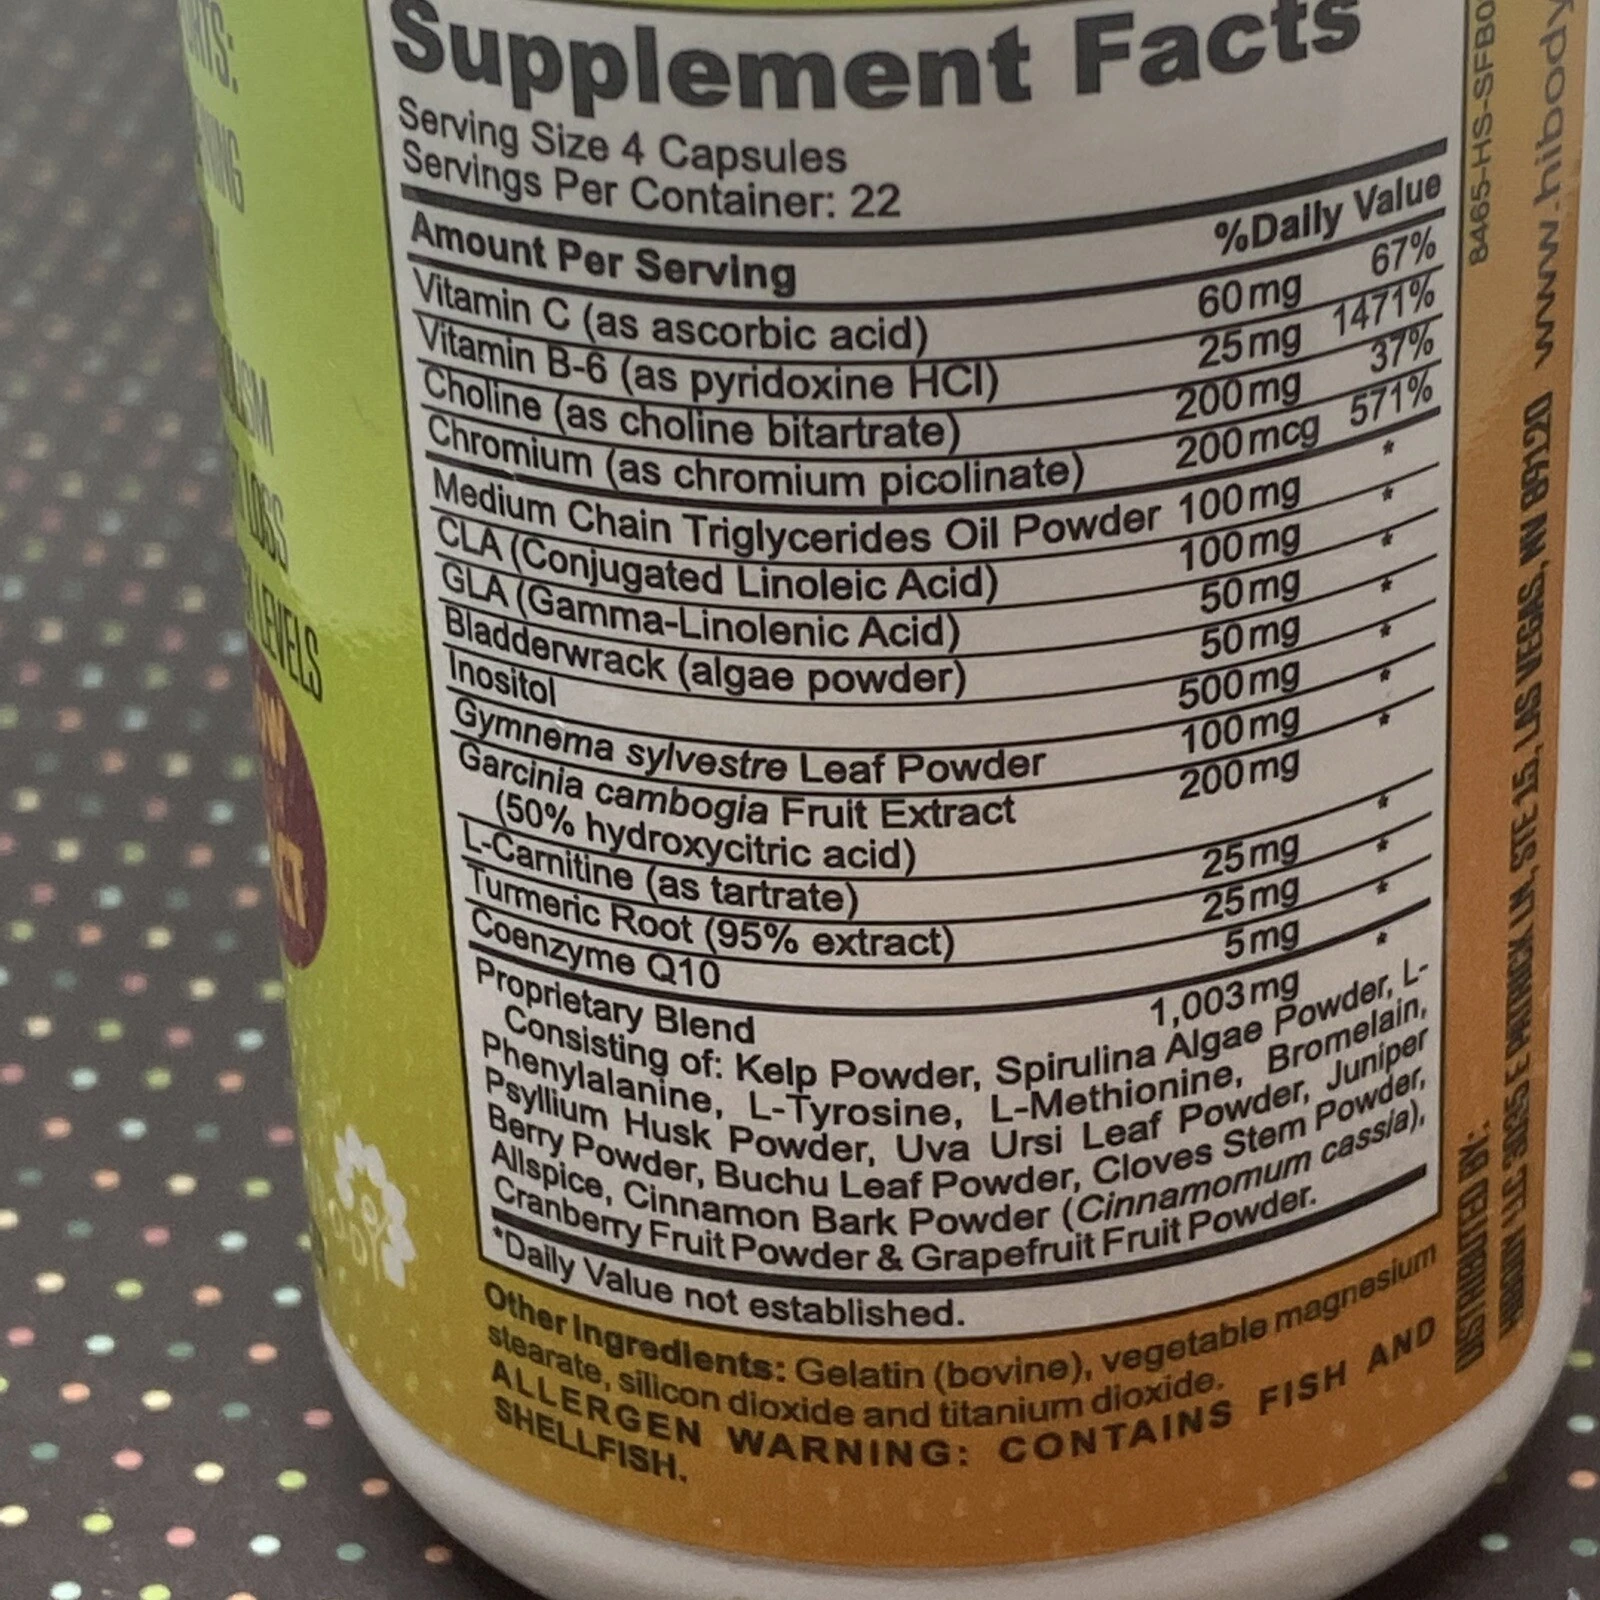 Supplement Facts
Serving Size 4 Capsules
Servings Per Container: 22
Amount Per Serving %Daily Value
Vitamin C (as ascorbic acid) 60mg 67%
Vitamin B-6 (as pyridoxine HCl) 25mg 1471%
Choline (as choline bitartrate) 200mg 37%
Chromium (as chromium picolinate) 200mcg 571%
Medium Chain Triglycerides Oil Powder 100mg *
CLA (Conjugated Linoleic Acid) 100mg *
GLA (Gamma-Linolenic Acid) 50mg *
Bladderwrack (algae powder) 50mg *
Inositol 500mg *
Gymnema sylvestre Leaf Powder 100mg *
Garcinia cambogia Fruit Extract 200mg *
(50% hydroxycitric acid)
L-Carnitine (as tartrate) 25mg *
Turmeric Root (95% extract) 25mg *
Coenzyme Q10 5mg *
Proprietary Blend 1,003mg *
Consisting of: Kelp Powder, Spirulina Algae Powder, L-
Phenylalanine, L-Tyrosine, L-Methionine, Bromelain,
Psyllium Husk Powder, Uva Ursi Leaf Powder, Juniper
Berry Powder, Buchu Leaf Powder, Cloves Stem Powder,
Allspice, Cinnamon Bark Powder (Cinnamomum cassia),
Cranberry Fruit Powder & Grapefruit Fruit Powder.
*Daily Value not established.
Other Ingredients: Gelatin (bovine), vegetable magnesium
stearate, silicon dioxide and titanium dioxide.
ALLERGEN WARNING: CONTAINS FISH AND
SHELLFISH.
8465-HS-SFB0
DISTRIBUTED BY:
3025 E PATRICK LN, STE 15, LAS VEGAS, NV 89120 www.hibody
LOSS
LEVELS